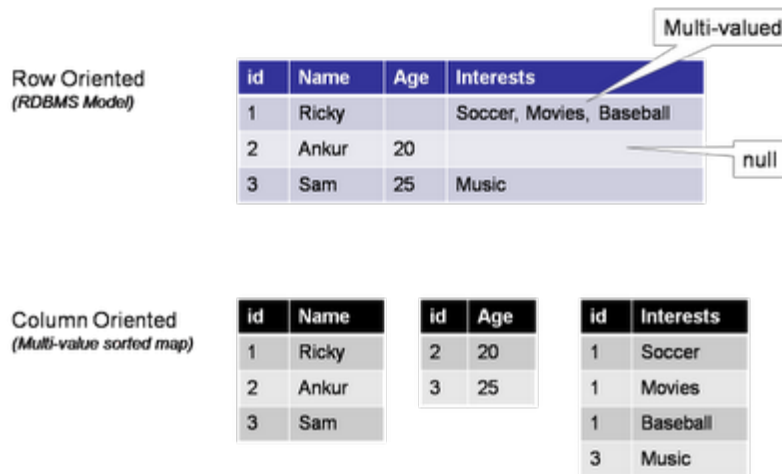 Multi-valued
Row Oriented
(RDBMS Model)
id Name Age Interests
1 Ricky Soccer, Movies, Baseball
2 Ankur 20
null
3 Sam 25 Music
Column Oriented
(Multi-value sorted map)
id Name
1 Ricky
2 Ankur
3 Sam
id Age
2 20
3 25
id Interests
1 Soccer
1 Movies
1 Baseball
3 Music